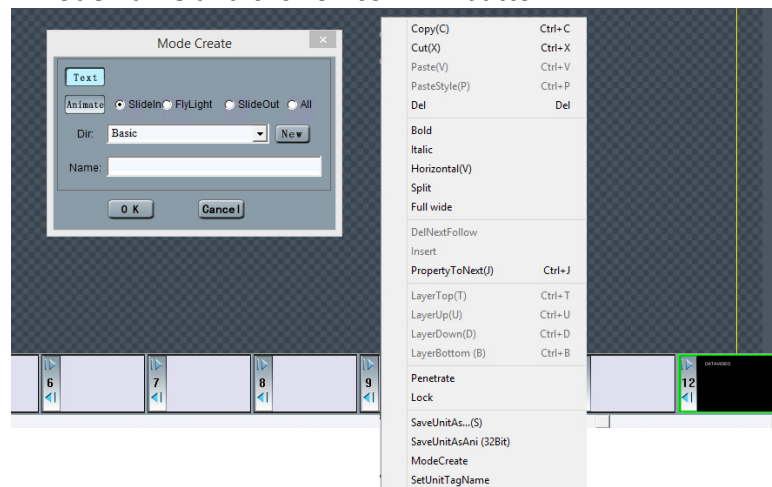 Mode Create
Text
Animate SlideIn FlyLight SlideOut All
Dir: Basic New
Name:
O K Cancel
Copy(C) Ctrl+C
Cut(X) Ctrl+X
Paste(V) Ctrl+V
PasteStyle(P) Ctrl+P
Del Del
Bold
Italic
Horizontal(V)
Split
Full wide
DelNextFollow
Insert
PropertyToNext(J) Ctrl+J
LayerTop(T) Ctrl+T
LayerUp(U) Ctrl+U
LayerDown(D) Ctrl+D
LayerBottom (B) Ctrl+B
Penetrate
Lock
SaveUnitAs...(S)
SaveUnitAsAni (32Bit)
ModeCreate
SetUnitTagName
6 7 8 9 12
DATAVIDEO